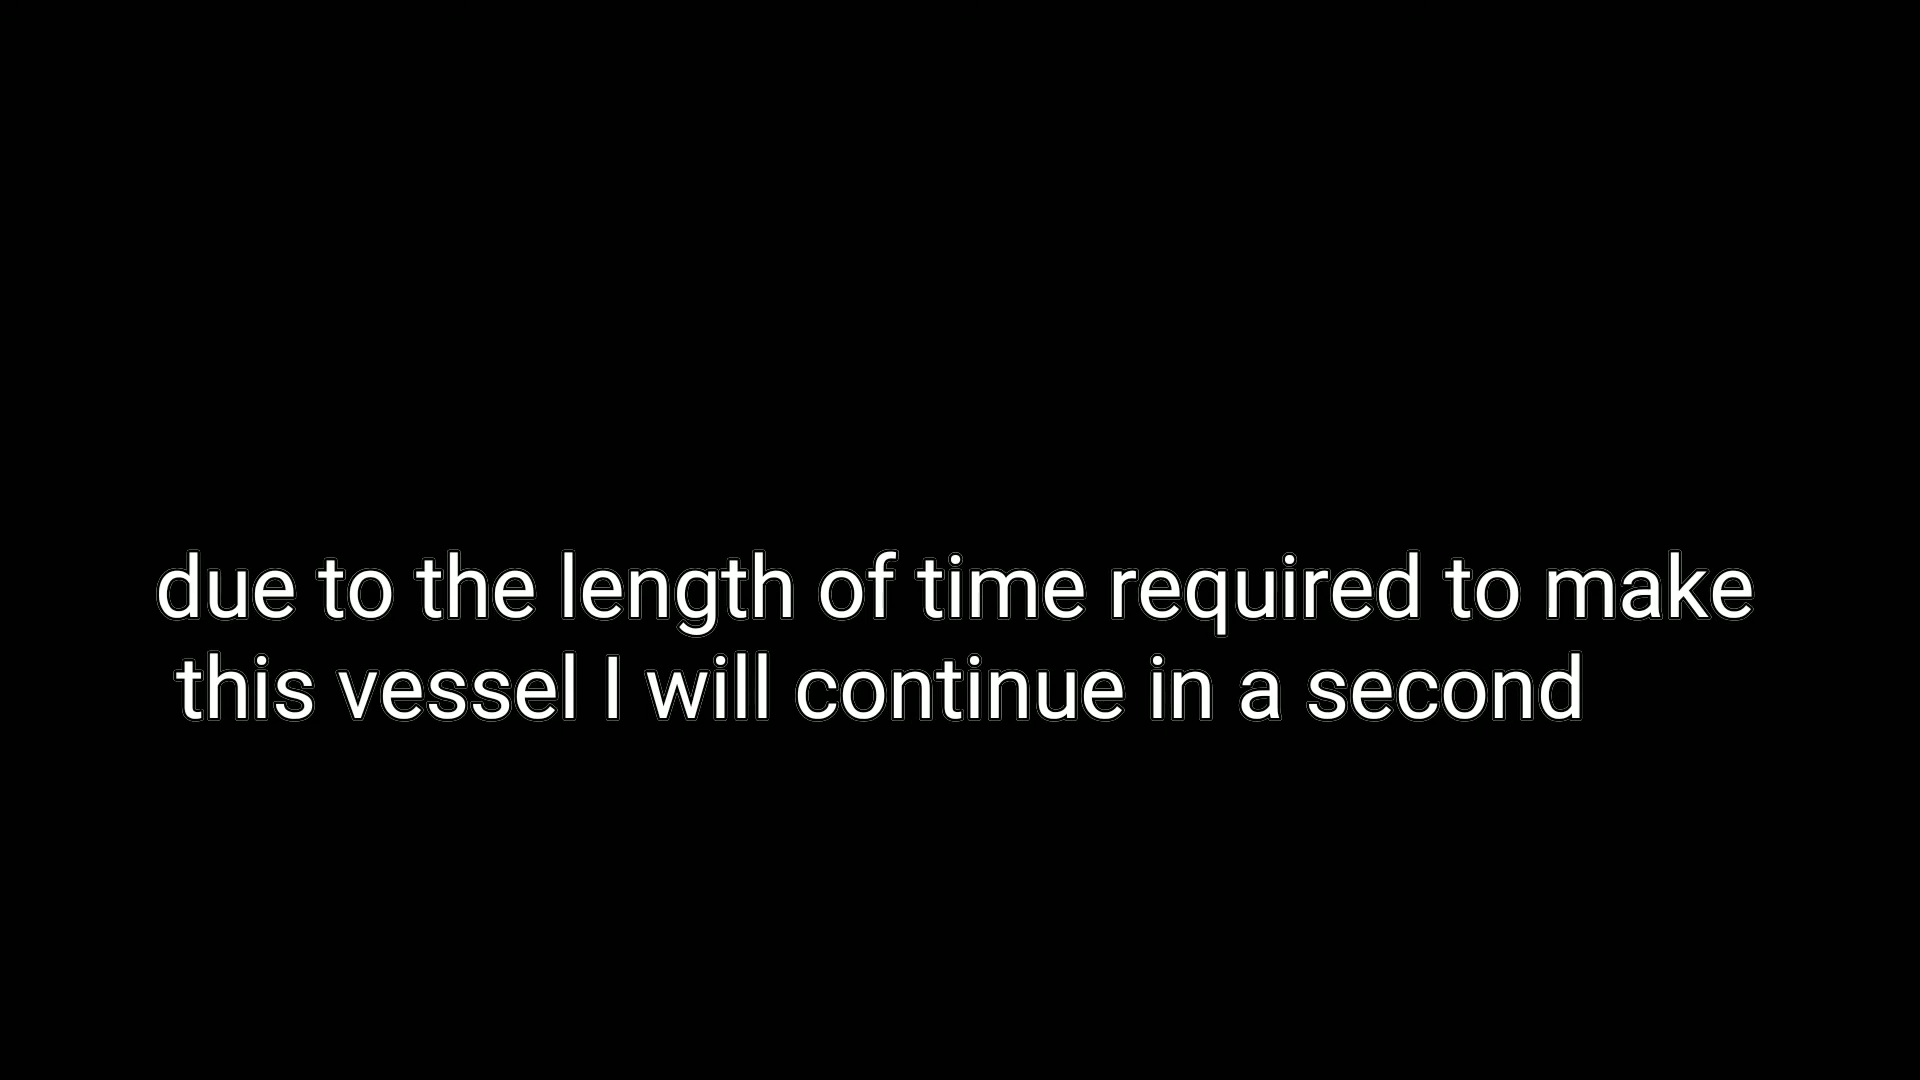 due to the length of time required to make
this vessel I will continue in a second